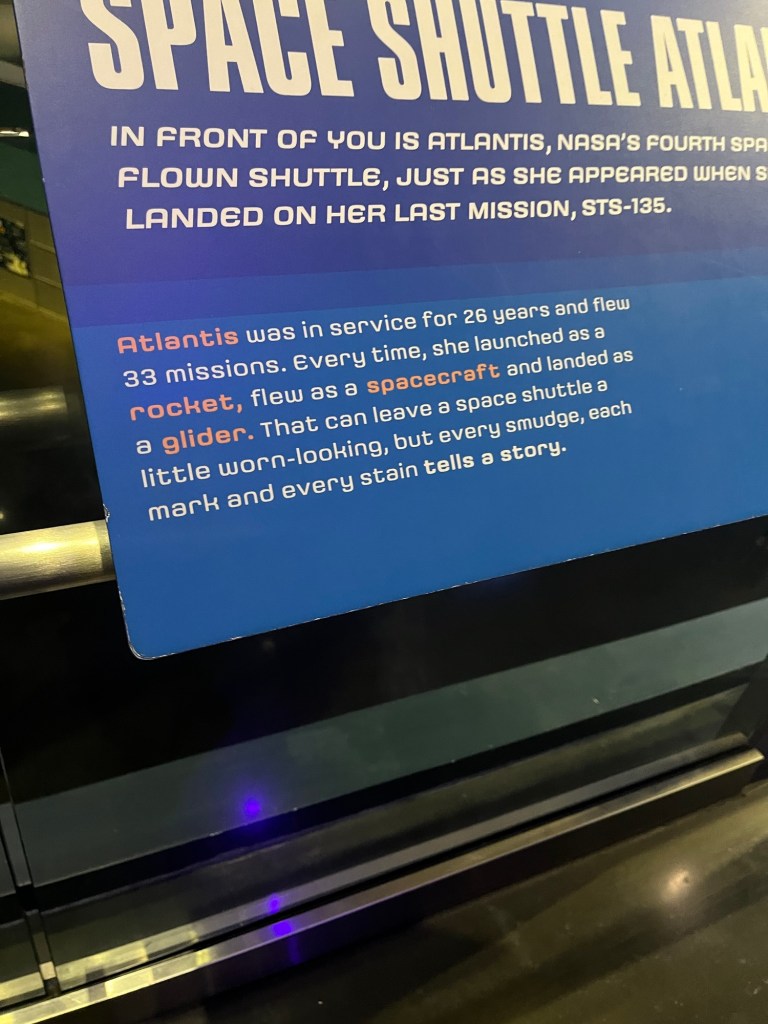 SPACE SHUTTLE ATLA
IN FRONT OF YOU IS ATLANTIS, NASA'S FOURTH SPA
FLOWN SHUTTLE, JUST AS SHE APPEARED WHEN S
LANDED ON HER LAST MISSION, STS-135.
Atlantis was in service for 26 years and flew
33 missions. Every time, she launched as a
rocket, flew as a spacecraft and landed as
a glider. That can leave a space shuttle a
little worn-looking, but every smudge, each
mark and every stain tells a story.